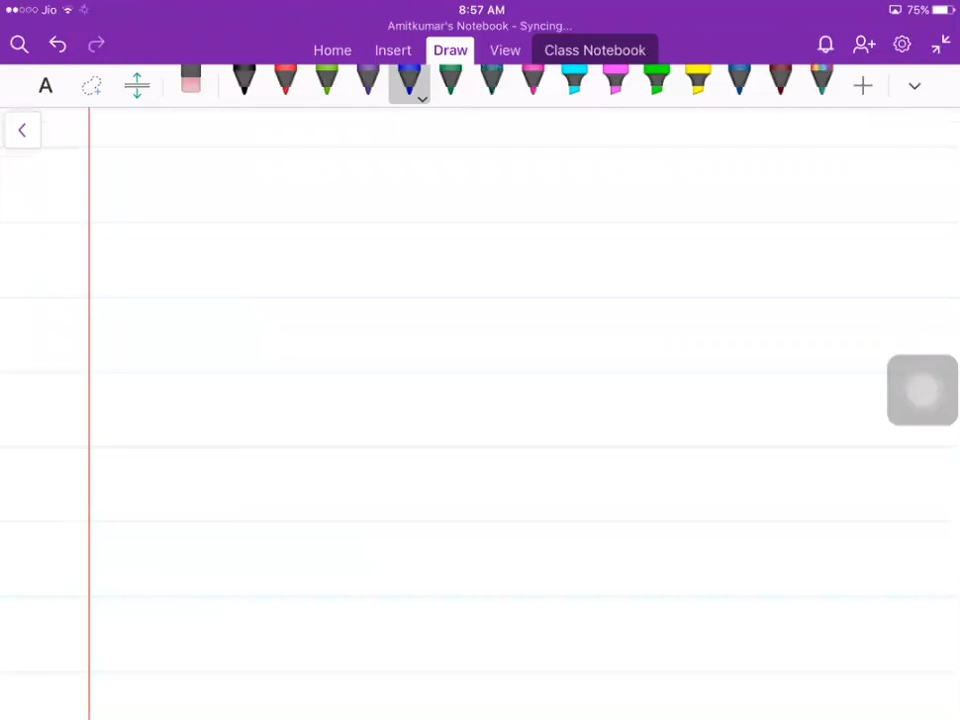 Jio 8:57 AM 75%
Amitkumar's Notebook - Syncing...
Home Insert Draw View Class Notebook
A